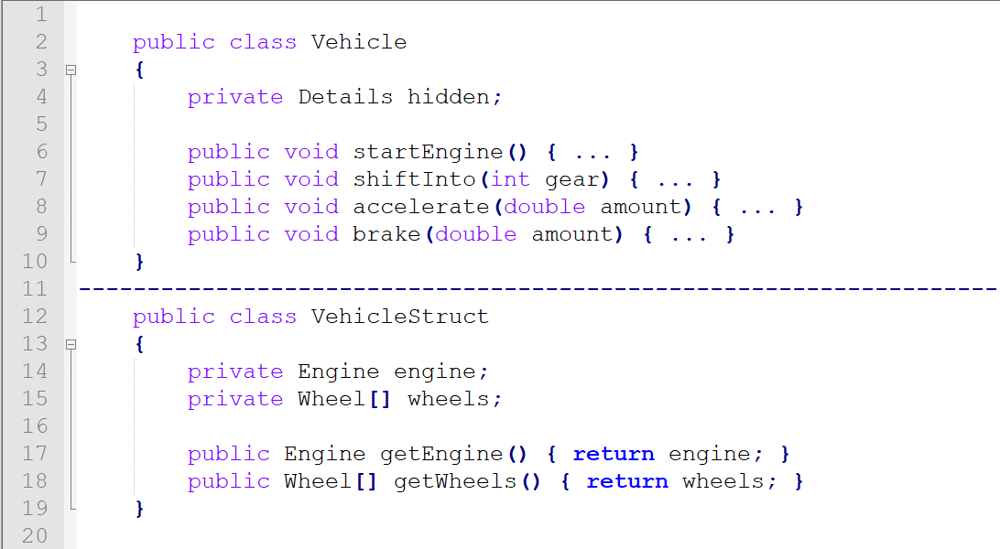 1
2 public class Vehicle
3 {
4 private Details hidden;
5
6 public void startEngine() { ... }
7 public void shiftInto(int gear) { ... }
8 public void accelerate(double amount) { ... }
9 public void brake(double amount) { ... }
10 }
11 -------------------------------------------------------------------
12 public class VehicleStruct
13 {
14 private Engine engine;
15 private Wheel[] wheels;
16
17 public Engine getEngine() { return engine; }
18 public Wheel[] getWheels() { return wheels; }
19 }
20